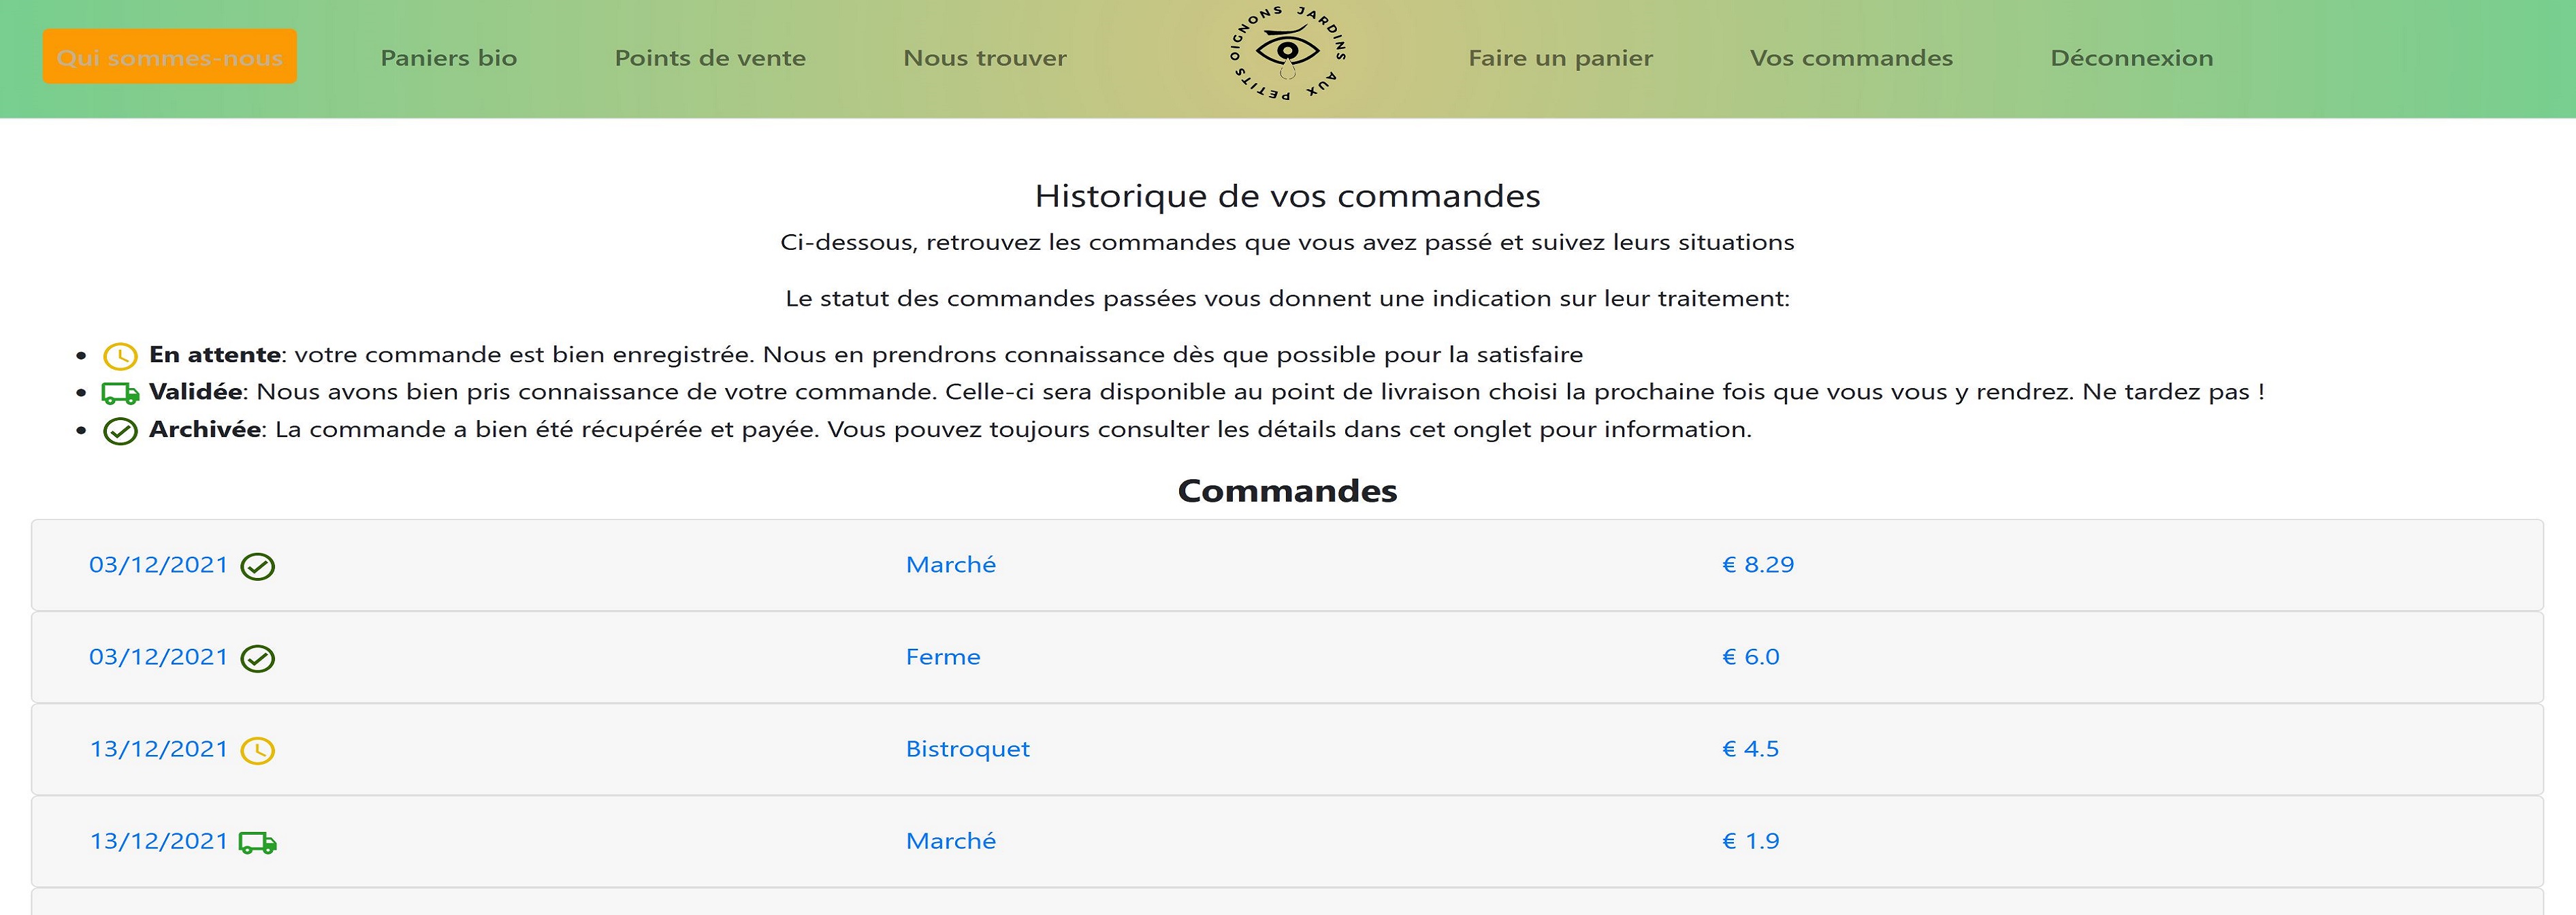 Qui sommes-nous Paniers bio Points de vente Nous trouver JARDINS AUX PETITS OIGNONS Faire un panier Vos commandes Déconnexion
Historique de vos commandes
Ci-dessous, retrouvez les commandes que vous avez passé et suivez leurs situations
Le statut des commandes passées vous donnent une indication sur leur traitement:
• En attente: votre commande est bien enregistrée. Nous en prendrons connaissance dès que possible pour la satisfaire
• Validée: Nous avons bien pris connaissance de votre commande. Celle-ci sera disponible au point de livraison choisi la prochaine fois que vous vous y rendrez. Ne tardez pas !
• Archivée: La commande a bien été récupérée et payée. Vous pouvez toujours consulter les détails dans cet onglet pour information.
Commandes
03/12/2021 Marché € 8.29
03/12/2021 Ferme € 6.0
13/12/2021 Bistroquet € 4.5
13/12/2021 Marché € 1.9